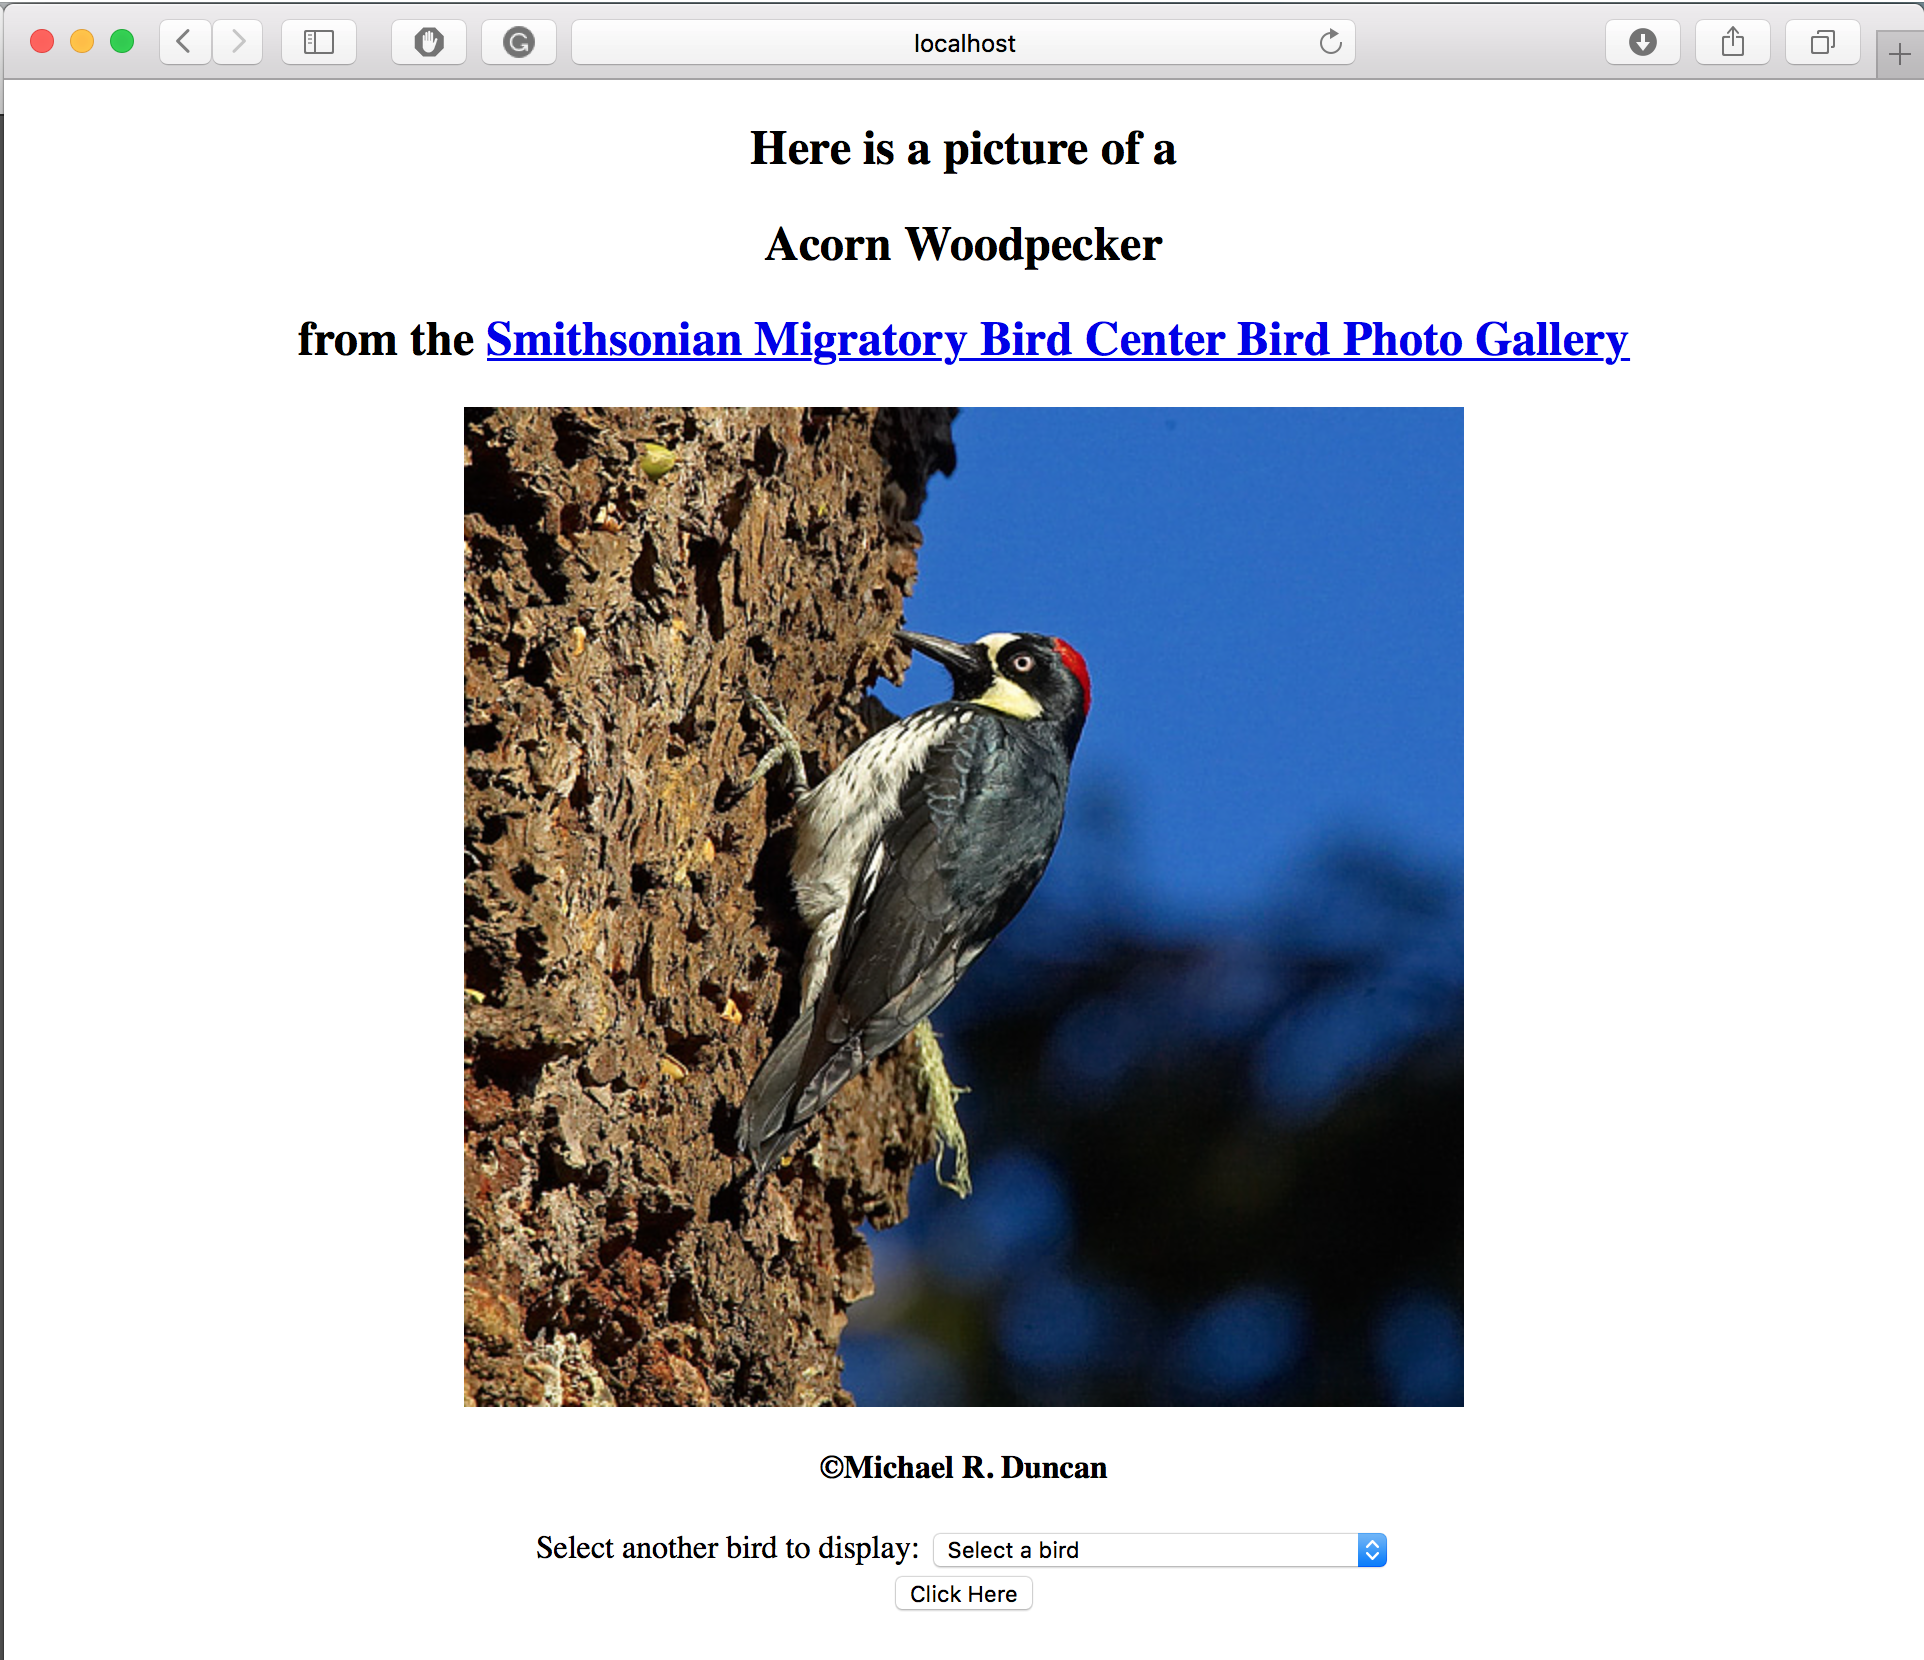 localhost
Here is a picture of a
Acorn Woodpecker
from the Smithsonian Migratory Bird Center Bird Photo Gallery
©Michael R. Duncan
Select another bird to display: Select a bird
Click Here